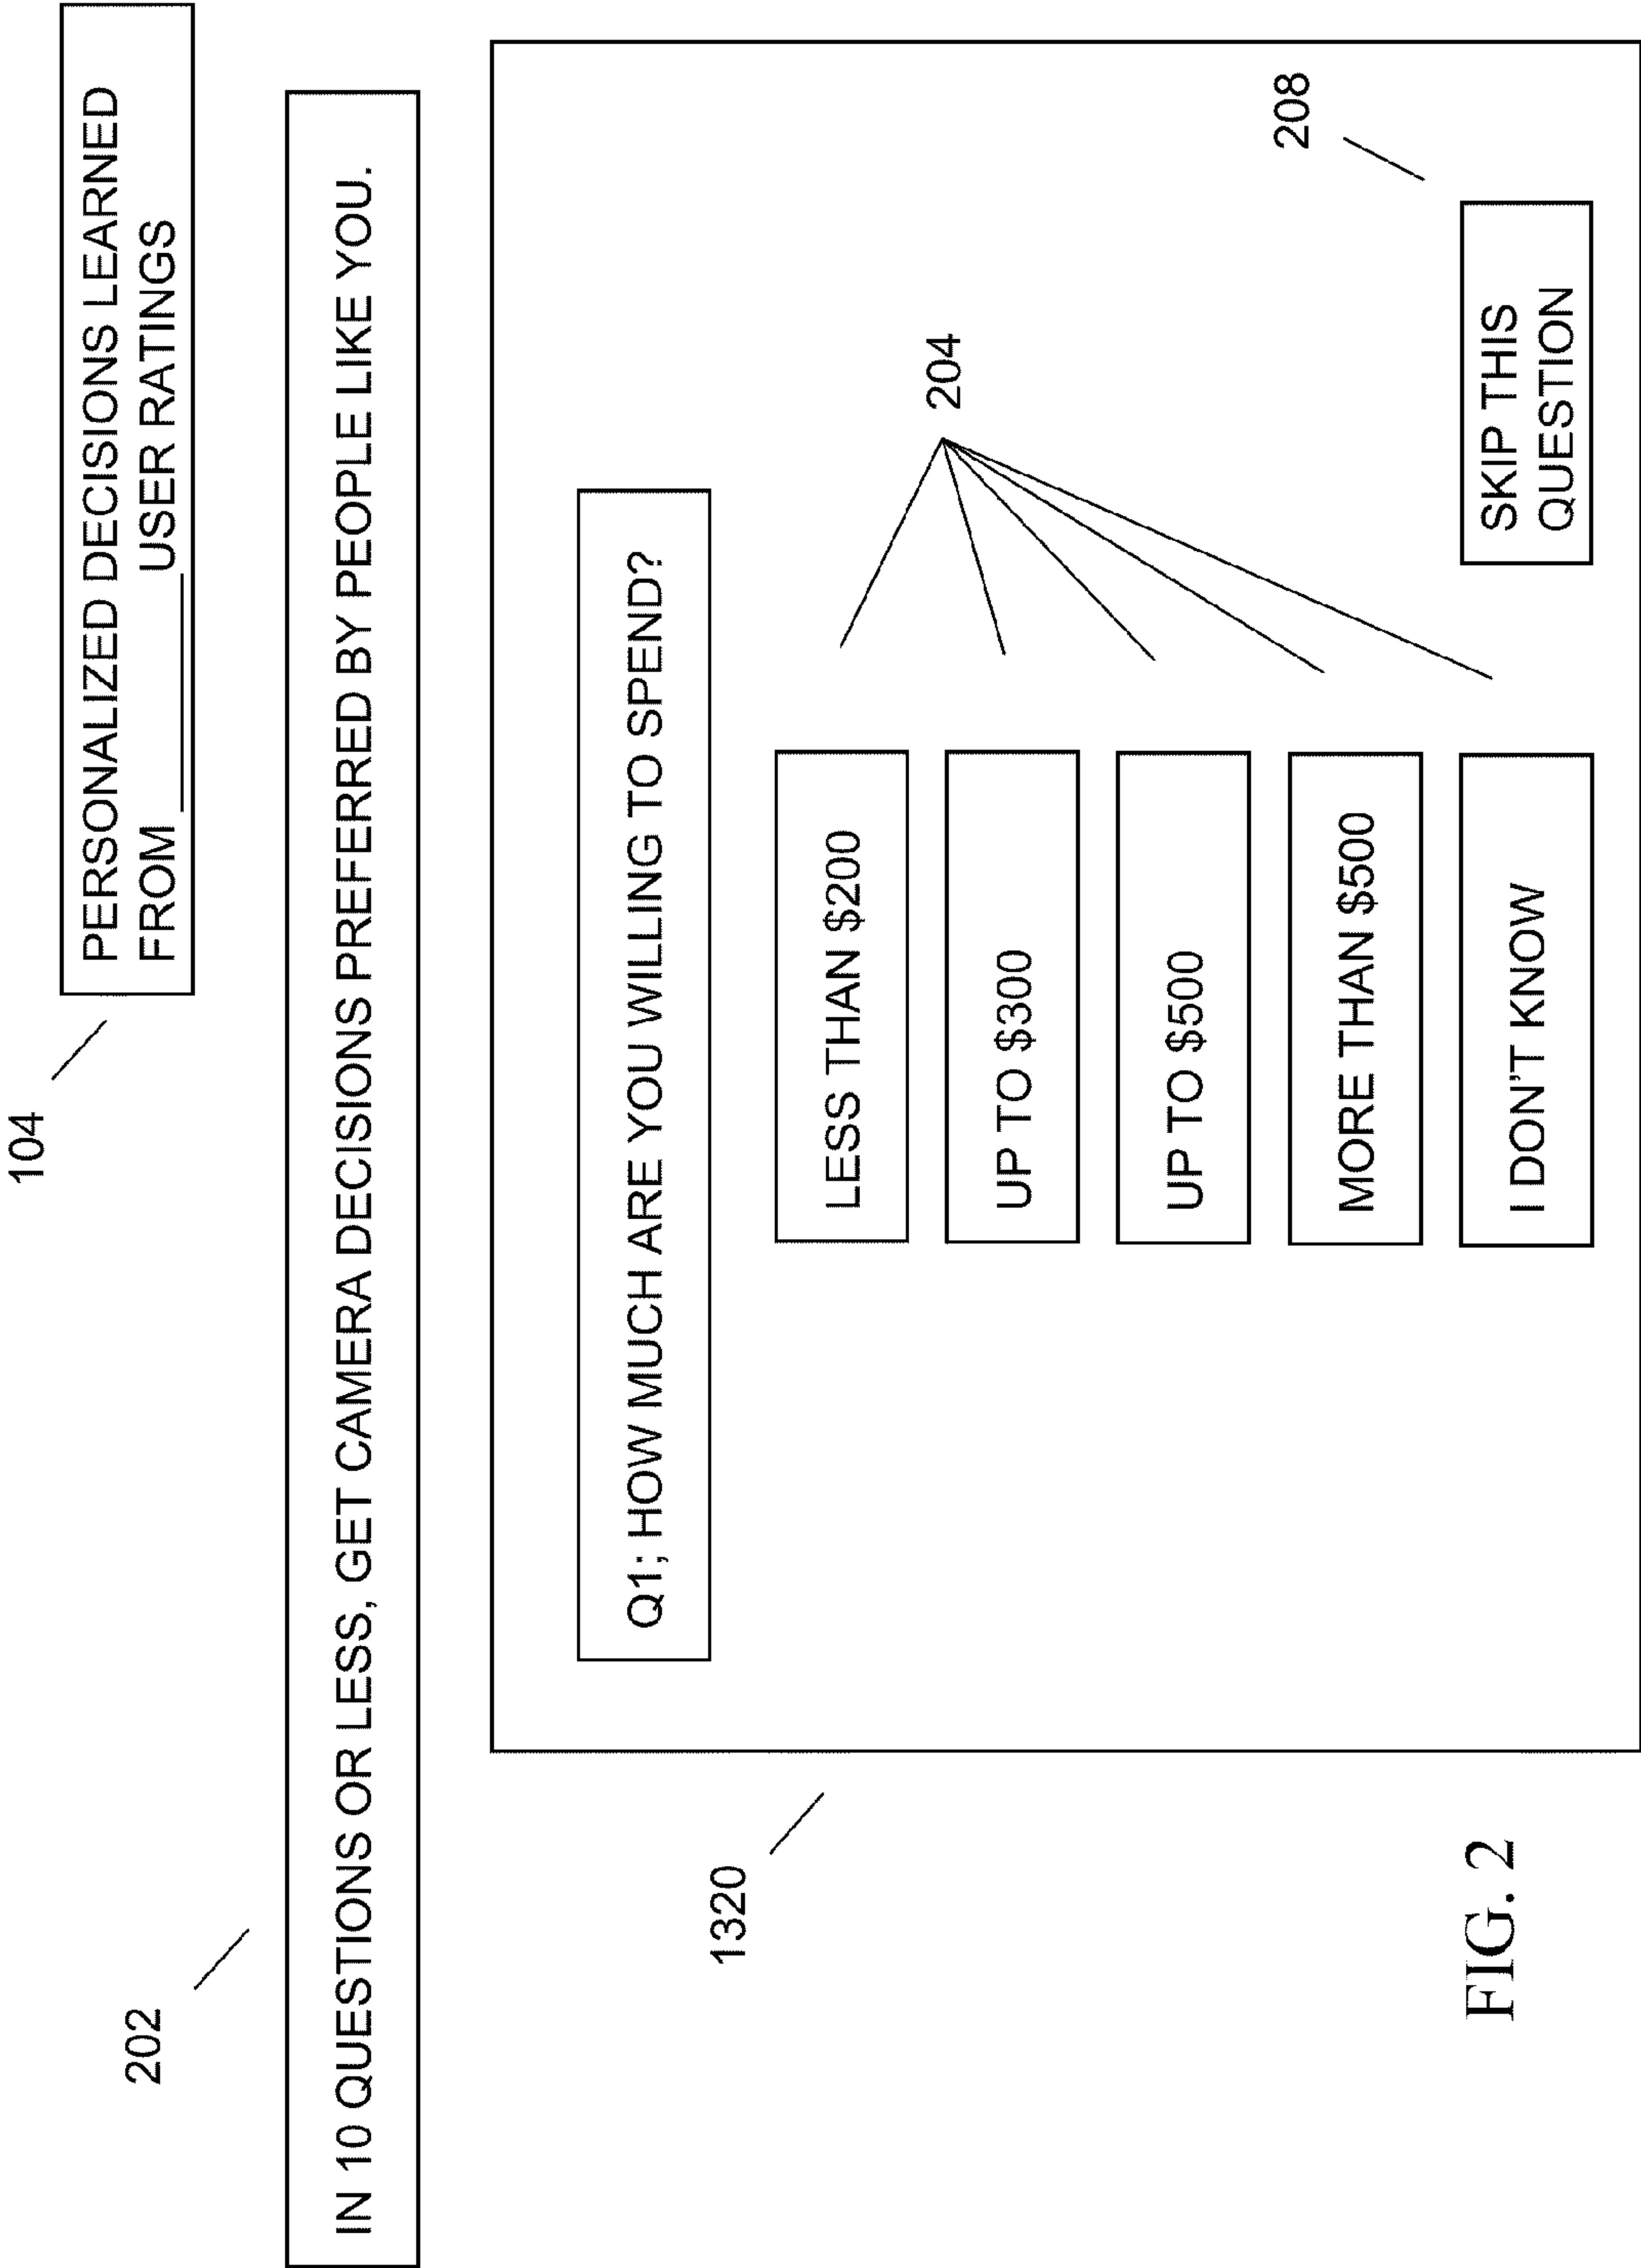 104
PERSONALIZED DECISIONS LEARNED
FROM __________ USER RATINGS
202
IN 10 QUESTIONS OR LESS, GET CAMERA DECISIONS PREFERRED BY PEOPLE LIKE YOU.
1320
Q1; HOW MUCH ARE YOU WILLING TO SPEND?
204
LESS THAN $200
UP TO $300
UP TO $500
MORE THAN $500
I DON'T KNOW
208
SKIP THIS
QUESTION
FIG. 2